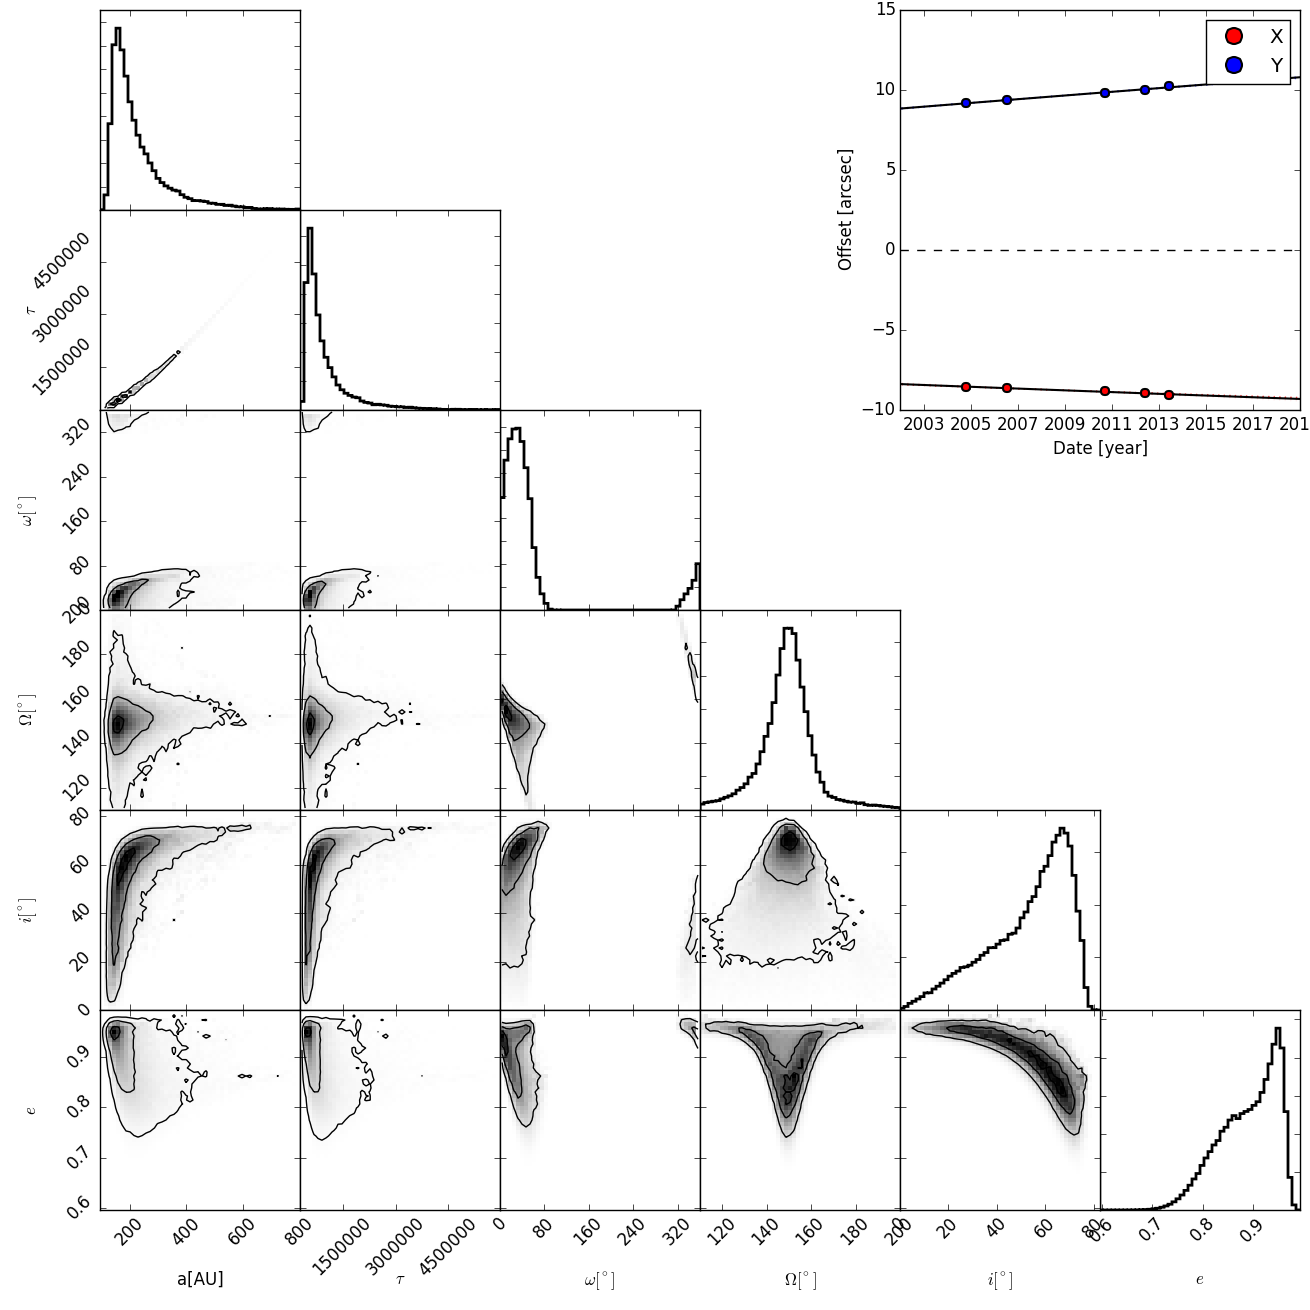 15
10
5
0
−5
−10
Offset [arcsec]
X
Y
2003 2005 2007 2009 2011 2013 2015 2017 201
Date [year]
4500000
3000000
1500000
τ
320
240
160
80
0
ω[°]
200
180
160
140
120
Ω[°]
80
60
40
20
0
i[°]
0.9
0.8
0.7
0.6
e
200 400 600 800
1500000 3000000 4500000
0 80 160 240 320
120 140 160 180 200
0 20 40 60 80
0.6 0.7 0.8 0.9
a[AU] τ ω[°] Ω[°] i[°] e